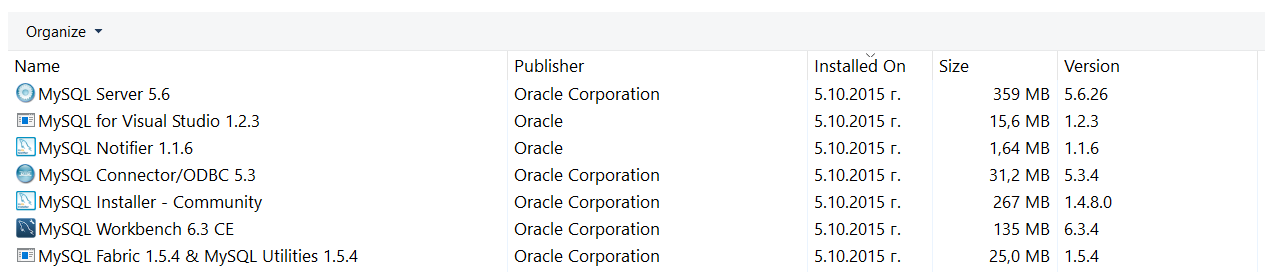 Organize
Name Publisher Installed On Size Version
MySQL Server 5.6 Oracle Corporation 5.10.2015 г. 359 MB 5.6.26
MySQL for Visual Studio 1.2.3 Oracle 5.10.2015 г. 15,6 MB 1.2.3
MySQL Notifier 1.1.6 Oracle 5.10.2015 г. 1,64 MB 1.1.6
MySQL Connector/ODBC 5.3 Oracle Corporation 5.10.2015 г. 31,2 MB 5.3.4
MySQL Installer - Community Oracle Corporation 5.10.2015 г. 267 MB 1.4.8.0
MySQL Workbench 6.3 CE Oracle Corporation 5.10.2015 г. 135 MB 6.3.4
MySQL Fabric 1.5.4 & MySQL Utilities 1.5.4 Oracle Corporation 5.10.2015 г. 25,0 MB 1.5.4